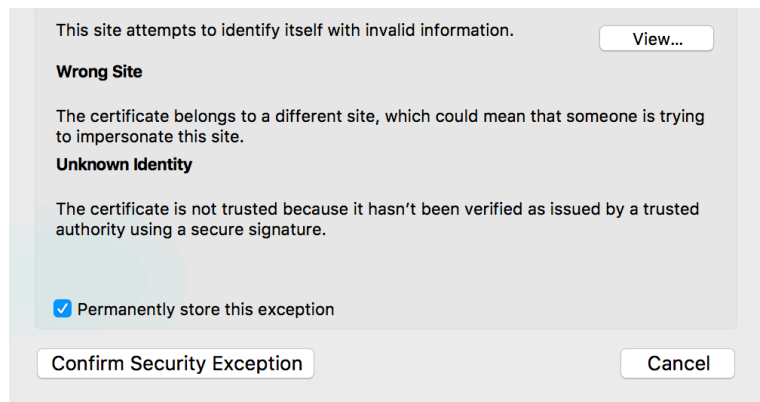 This site attempts to identify itself with invalid information.
View...
Wrong Site
The certificate belongs to a different site, which could mean that someone is trying
to impersonate this site.
Unknown Identity
The certificate is not trusted because it hasn’t been verified as issued by a trusted
authority using a secure signature.
Permanently store this exception
Confirm Security Exception
Cancel